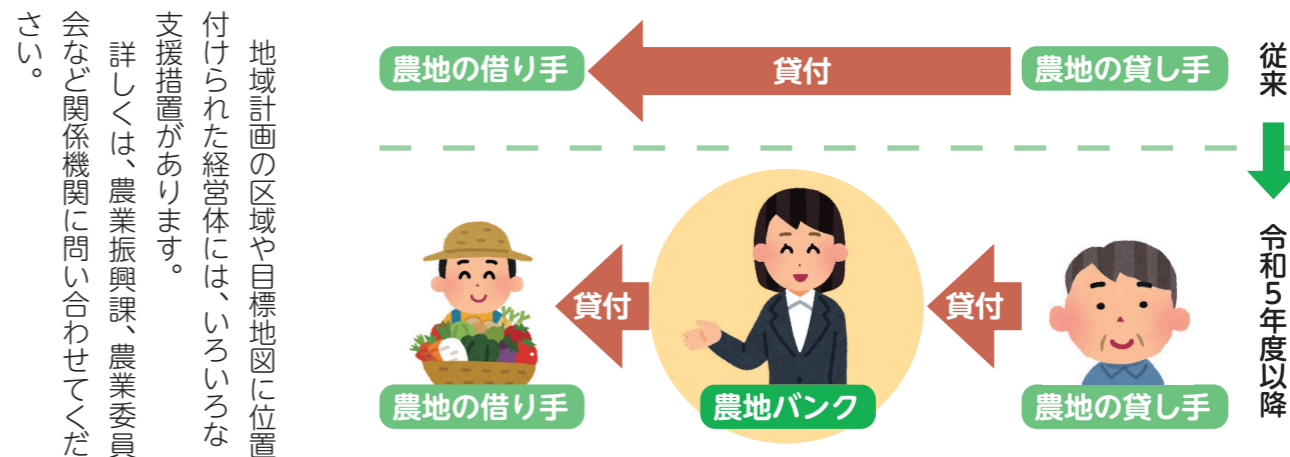 従来
農地の貸し手
貸付
農地の借り手
令和5年度以降
農地の貸し手
貸付
農地バンク
貸付
農地の借り手
地域計画の区域や目標地図に位置
付けられた経営体には、いろいろな
支援措置があります。
詳しくは、農業振興課、農業委員
会など関係機関に問い合わせてくだ
さい。